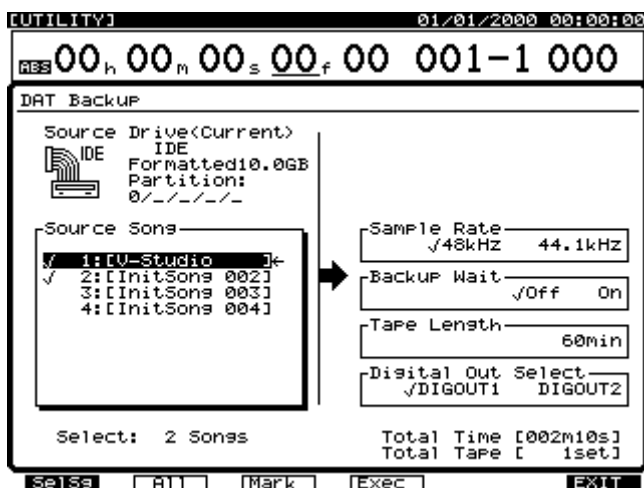 [UTILITY] 01/01/2000 00:00:00
ABS 00h 00m 00s 00f 00 001-1 000
DAT Backup
Source Drive(Current)
IDE IDE
Formatted10.0GB
Partition:
0/_/_/_/_
Source Song
✓ 1:[V-Studio ]←
✓ 2:[InitSong 002]
3:[InitSong 003]
4:[InitSong 004]
Select: 2 Songs
Sample Rate
✓48kHz 44.1kHz
Backup Wait
✓Off On
Tape Length
60min
Digital Out Select
✓DIGOUT1 DIGOUT2
Total Time [002m10s]
Total Tape [ 1set]
SelSg All Mark Exec EXIT